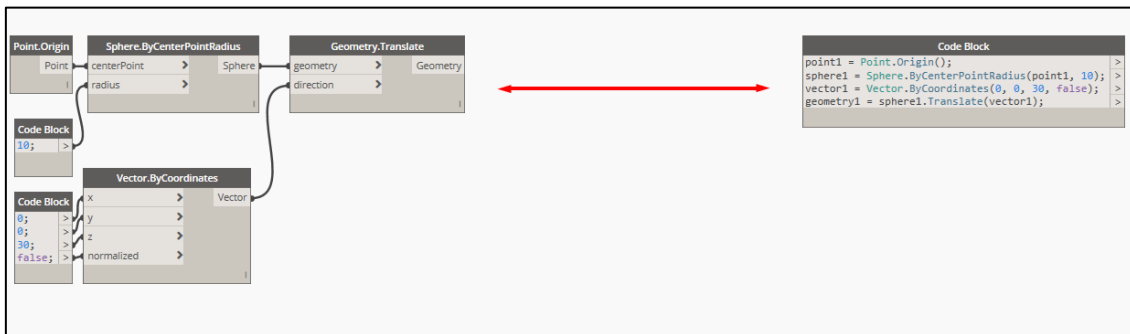 Point.Origin
Point
Sphere.ByCenterPointRadius
centerPoint > Sphere
radius >
Geometry.Translate
geometry > Geometry
direction >
Code Block
10; >
Vector.ByCoordinates
x > Vector
y >
z >
normalized >
Code Block
0; >
0; >
30; >
false; >
Code Block
point1 = Point.Origin(); >
sphere1 = Sphere.ByCenterPointRadius(point1, 10); >
vector1 = Vector.ByCoordinates(0, 0, 30, false); >
geometry1 = sphere1.Translate(vector1); >